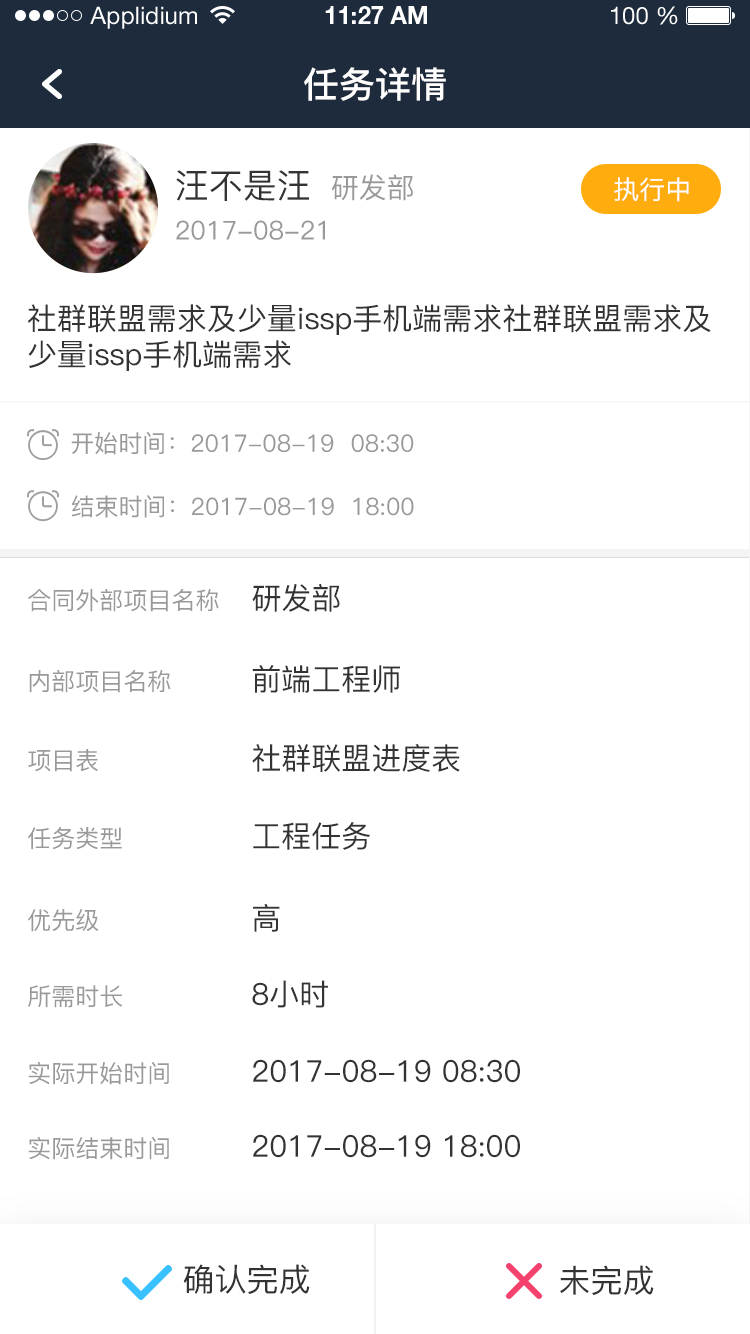 Applidium 11:27 AM 100 %
任务详情
汪不是汪 研发部
执行中
2017-08-21
社群联盟需求及少量issp手机端需求社群联盟需求及
少量issp手机端需求
开始时间：2017-08-19 08:30
结束时间：2017-08-19 18:00
合同外部项目名称 研发部
内部项目名称 前端工程师
项目表 社群联盟进度表
任务类型 工程任务
优先级 高
所需时长 8小时
实际开始时间 2017-08-19 08:30
实际结束时间 2017-08-19 18:00
确认完成 未完成